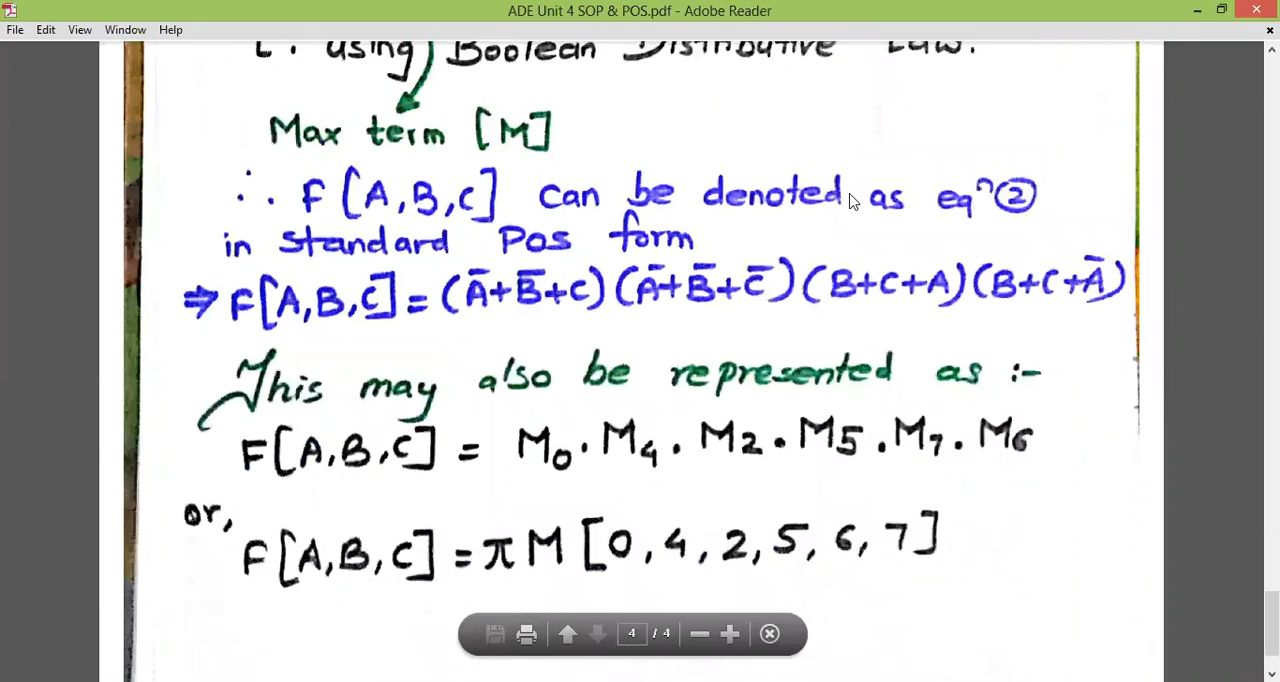 ADE Unit 4 SOP & POS.pdf - Adobe Reader
File Edit View Window Help
[∵ using Boolean Distributive Law.
Max term [M]
∴ F[A,B,C] can be denoted as eqⁿ ②
in standard POS form
⇒ F[A,B,C] = (Ā+B̄+C)(Ā+B̄+C̄)(B+C+A)(B+C+Ā)
This may also be represented as :-
F[A,B,C] = M₀.M₄.M₂.M₅.M₇.M₆
or,
F[A,B,C] = πM[0,4,2,5,6,7]
4 / 4